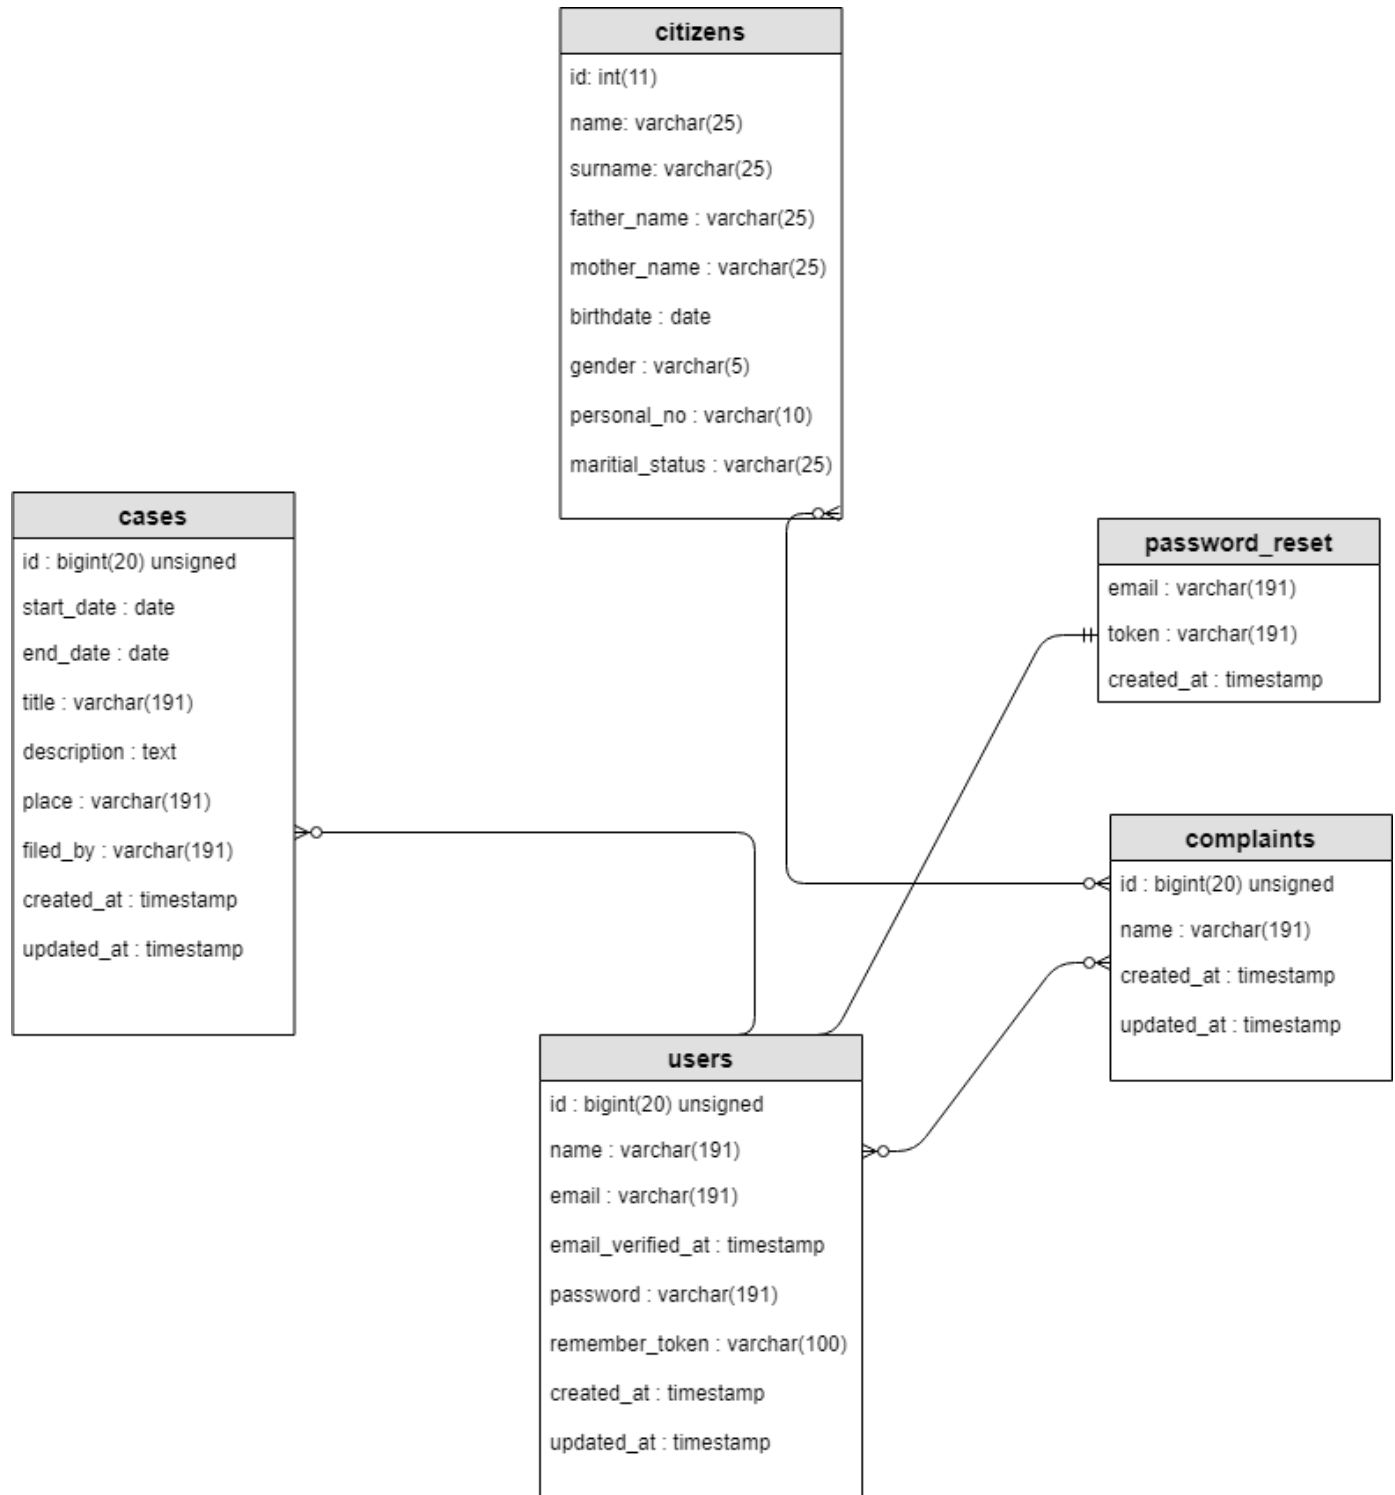 citizens
id: int(11)
name: varchar(25)
surname: varchar(25)
father_name : varchar(25)
mother_name : varchar(25)
birthdate : date
gender : varchar(5)
personal_no : varchar(10)
maritial_status : varchar(25)
cases
id : bigint(20) unsigned
start_date : date
end_date : date
title : varchar(191)
description : text
place : varchar(191)
filed_by : varchar(191)
created_at : timestamp
updated_at : timestamp
password_reset
email : varchar(191)
token : varchar(191)
created_at : timestamp
complaints
id : bigint(20) unsigned
name : varchar(191)
created_at : timestamp
updated_at : timestamp
users
id : bigint(20) unsigned
name : varchar(191)
email : varchar(191)
email_verified_at : timestamp
password : varchar(191)
remember_token : varchar(100)
created_at : timestamp
updated_at : timestamp